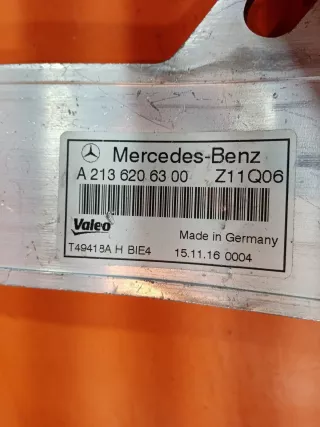 Mercedes-Benz
A 213 620 63 00 Z11Q06
Valeo
Made in Germany
T49418A H BIE4 15.11.16 0004